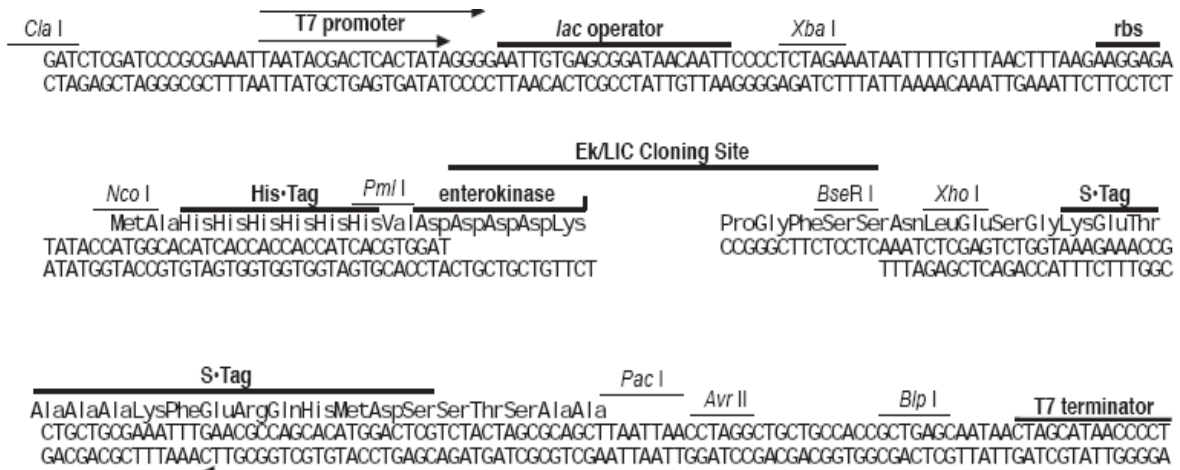 Cla I T7 promoter lac operator Xba I rbs
GATCTCGATCCCGCGAAATTAATACGACTCACTATAGGGGAATTGTGAGCGGATAACAATTCCCCTCTAGAAATAATTTTGTTTAACTTTAAGAAGGAGA
CTAGAGCTAGGGCGCTTTAATTATGCTGAGTGATATCCCCTTAACACTCGCCTATTGTTAAGGGGAGATCTTTATTAAAACAAATTGAAATTCTTCCTCT
Ek/LIC Cloning Site
Nco I His•Tag Pml I enterokinase BseR I Xho I S•Tag
MetAlaHisHisHisHisHisHisValAspAspAspAspLys ProGlyPheSerSerAsnLeuGluSerGlyLysGluThr
TATACCATGGCACATCACCACCACCATCACGTGGAT CCGGGCTTCTCCTCAAATCTCGAGTCTGGTAAAGAAACCG
ATATGGTACCGTGTAGTGGTGGTGGTAGTGCACCTACTGCTGCTGTTCT TTTAGAGCTCAGACCATTTCTTTGGC
S•Tag Pac I Avr II Blp I T7 terminator
AlaAlaAlaLysPheGluArgGlnHisMetAspSerSerThrSerAlaAla
CTGCTGCGAAATTTGAACGCCAGCACATGGACTCGTCTACTAGCGCAGCTTAATTAACCTAGGCTGCTGCCACCGCTGAGCAATAACTAGCATAACCCCT
GACGACGCTTTAAACTTGCGGTCGTGTACCTGAGCAGATGATCGCGTCGAATTAATTGGATCCGACGACGGTGGCGACTCGTTATTGATCGTATTGGGGA